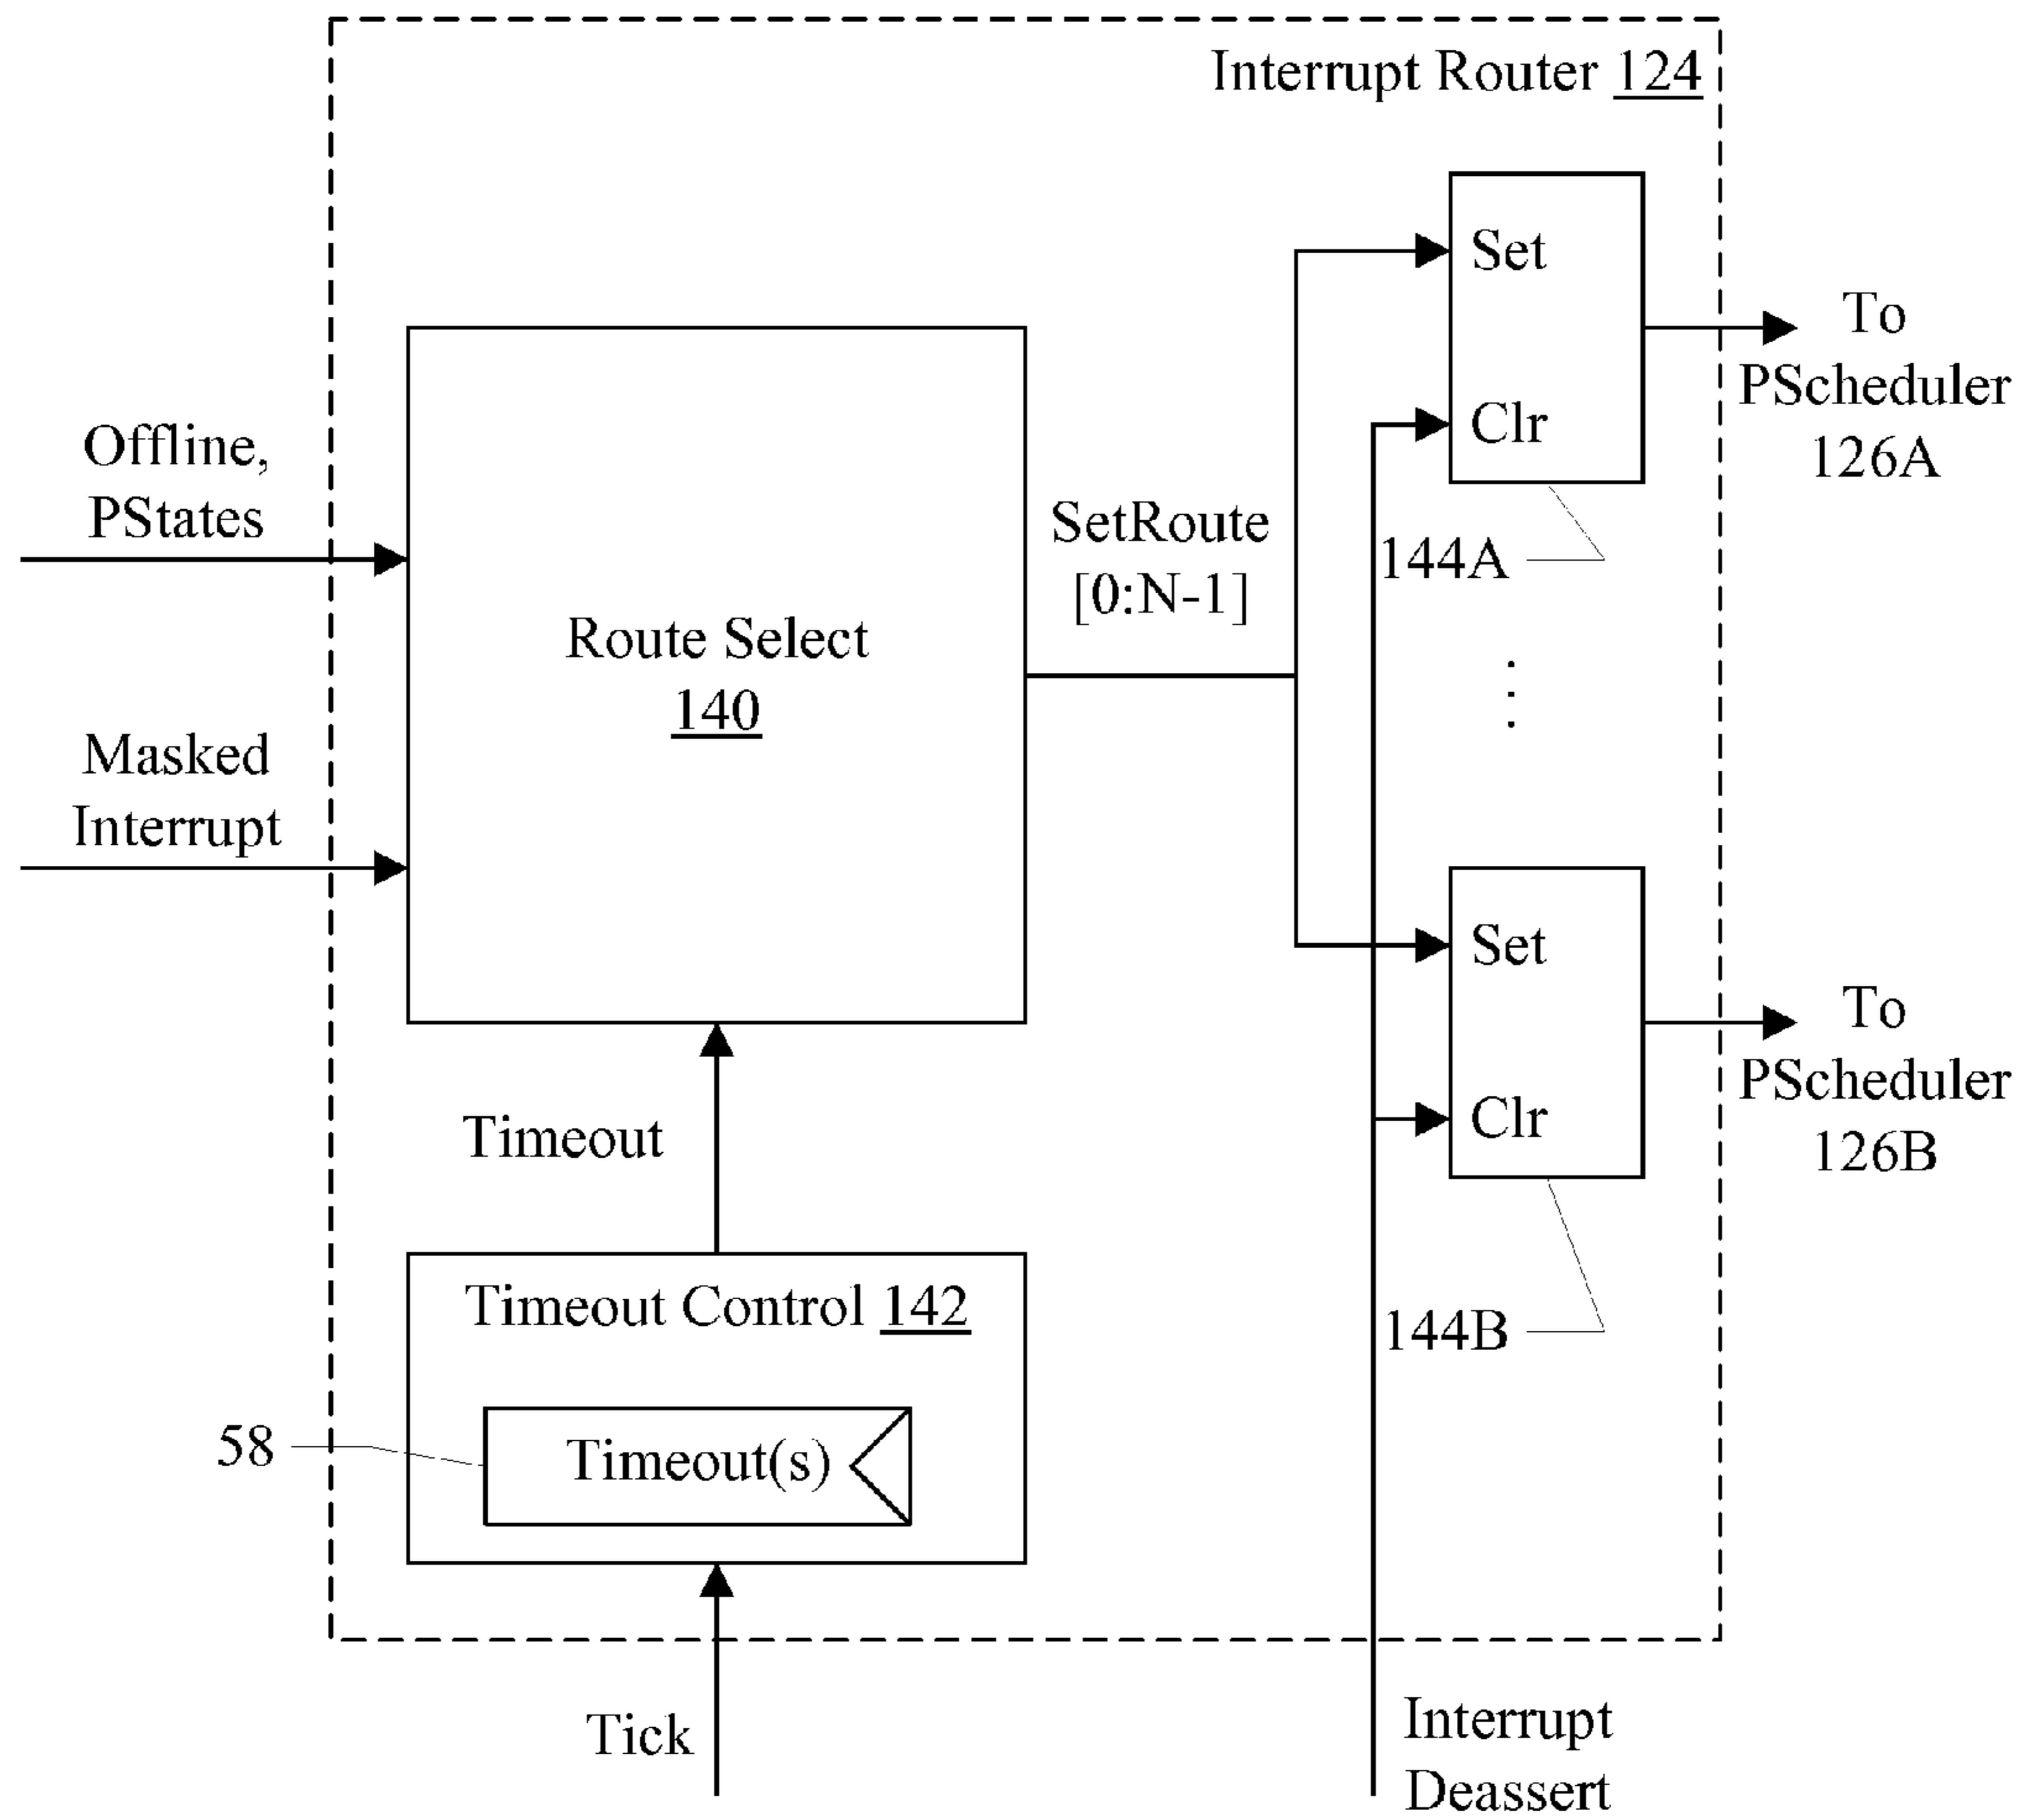 Interrupt Router 124
Set
Clr
To
PScheduler
126A
144A
Offline,
PStates
SetRoute
[0:N-1]
Route Select
140
Masked
Interrupt
Set
Clr
To
PScheduler
126B
144B
Timeout
Timeout Control 142
58
Timeout(s)
Tick
Interrupt
Deassert